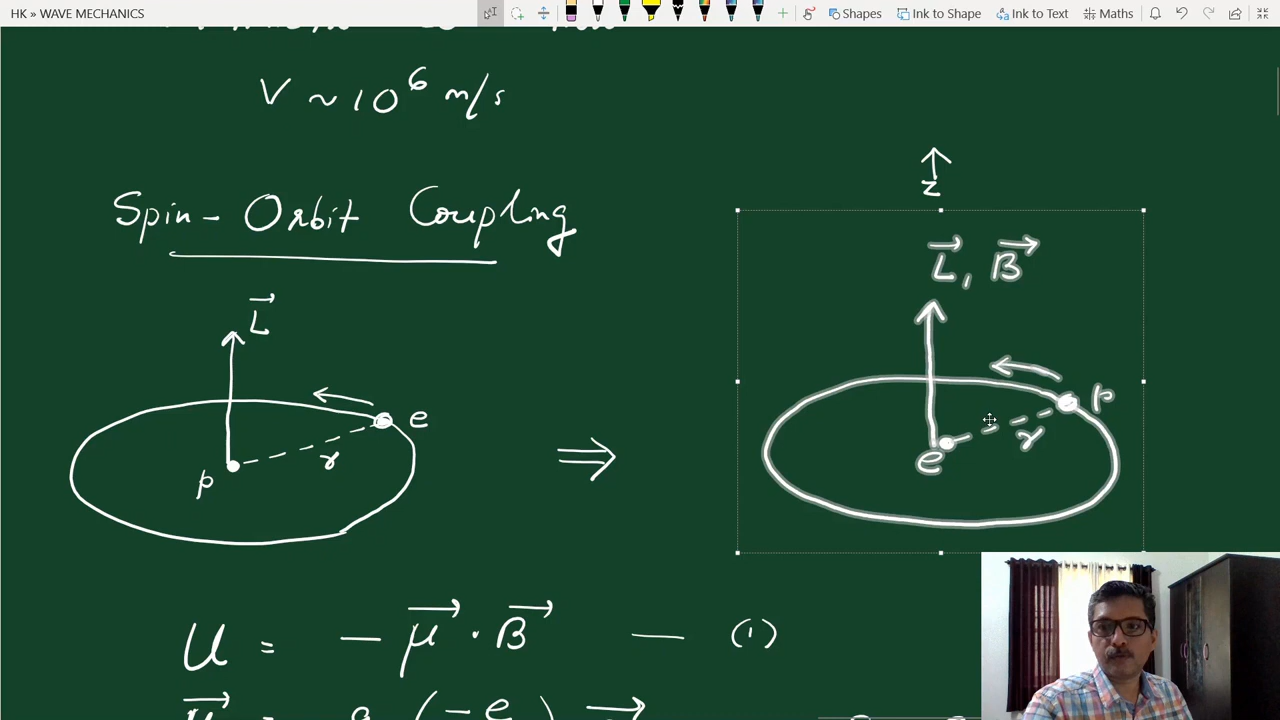 HK » WAVE MECHANICS
Shapes Ink to Shape Ink to Text Maths
V ~ 10⁶ m/s
Spin-Orbit Coupling
z
L⃗, B⃗
L⃗
e
r
p
⇒
p
r
e
U = - μ⃗ · B⃗ — (1)